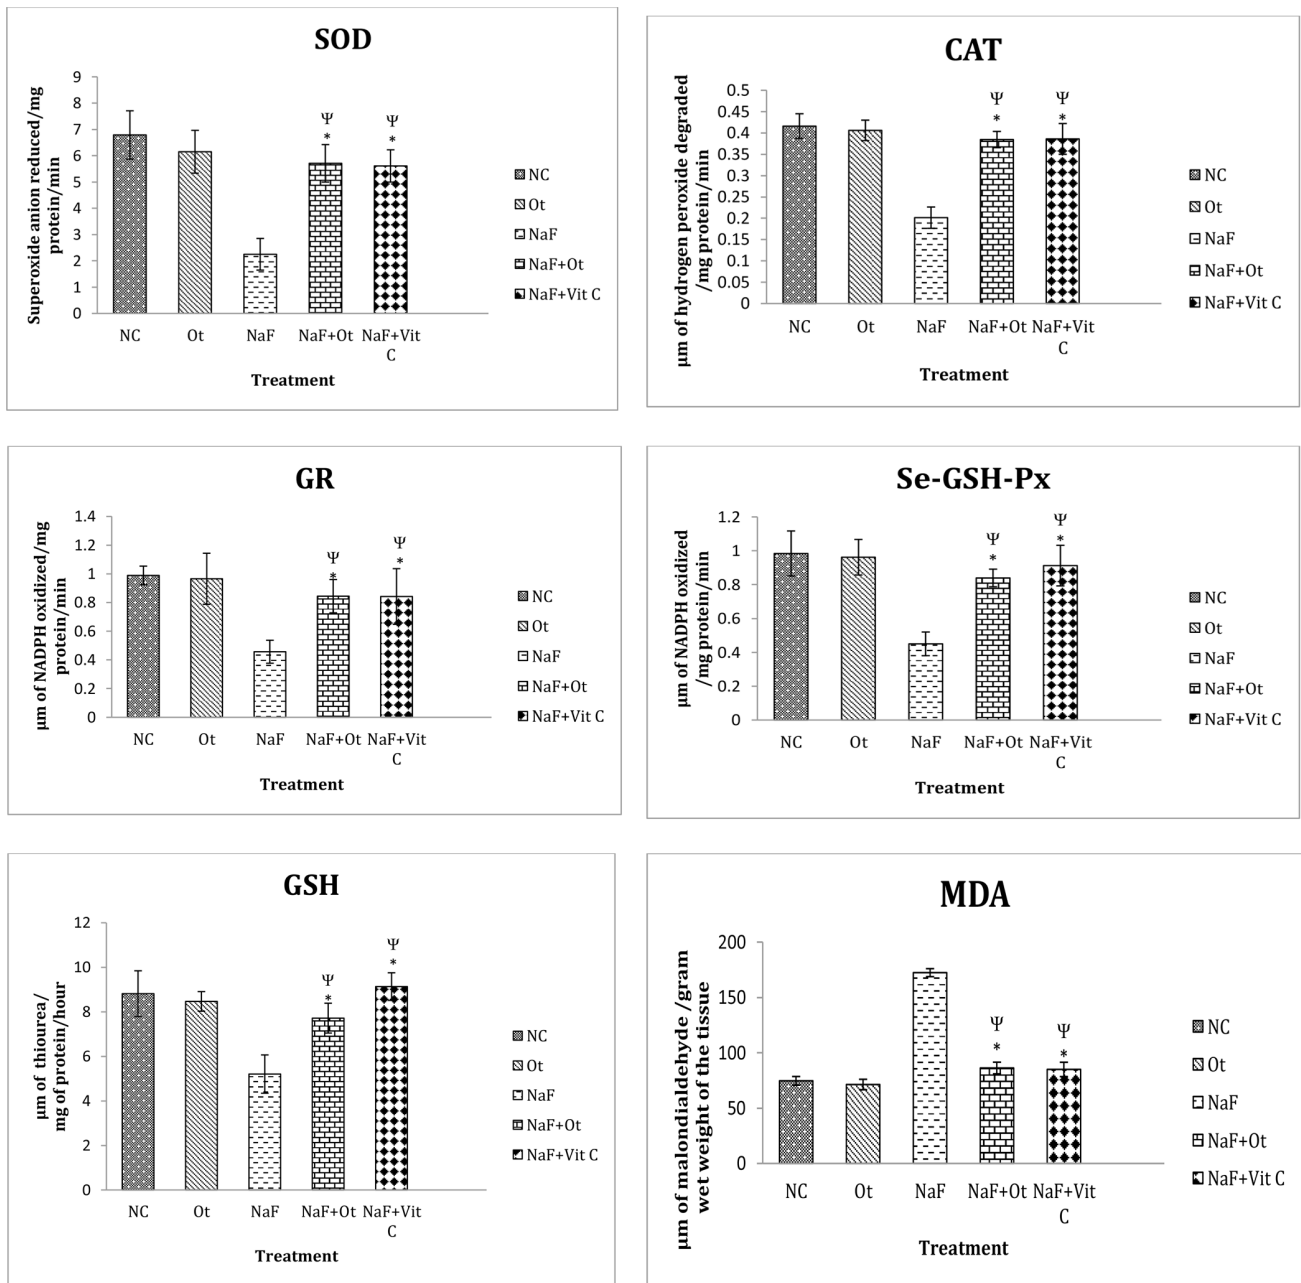 SOD
Superoxide anion reduced/mg
protein/min
9
8
7
6
5
4
3
2
1
0
Ψ
*
Ψ
*
NC
Ot
NaF
NaF+Ot
NaF+Vit
C
Treatment
NC
Ot
NaF
NaF+Ot
NaF+Vit C
CAT
µm of hydrogen peroxide degraded
/mg protein/min
0.5
0.45
0.4
0.35
0.3
0.25
0.2
0.15
0.1
0.05
0
Ψ
*
Ψ
*
NC
Ot
NaF
NaF+Ot
NaF+Vit
C
Treatment
NC
Ot
NaF
NaF+Ot
NaF+Vit C
GR
µm of NADPH oxidized/mg
protein/min
1.4
1.2
1
0.8
0.6
0.4
0.2
0
Ψ
*
Ψ
*
NC
Ot
NaF
NaF+Ot
NaF+Vit
C
Treatment
NC
Ot
NaF
NaF+Ot
NaF+Vit C
Se-GSH-Px
µm of NADPH oxidized
/mg protein/min
1.2
1
0.8
0.6
0.4
0.2
0
Ψ
*
Ψ
*
NC
Ot
NaF
NaF+Ot
NaF+Vit
C
Treatment
NC
Ot
NaF
NaF+Ot
NaF+Vit C
GSH
µm of thiourea/
mg of protein/hour
12
10
8
6
4
2
0
Ψ
*
Ψ
*
NC
Ot
NaF
NaF+Ot
NaF+Vit
C
Treatment
NC
Ot
NaF
NaF+Ot
NaF+Vit C
MDA
µm of malondialdehyde /gram
wet weight of the tissue
200
150
100
50
0
Ψ
*
Ψ
*
NC
Ot
NaF
NaF+Ot
NaF+Vit
C
Treatment
NC
Ot
NaF
NaF+Ot
NaF+Vit C